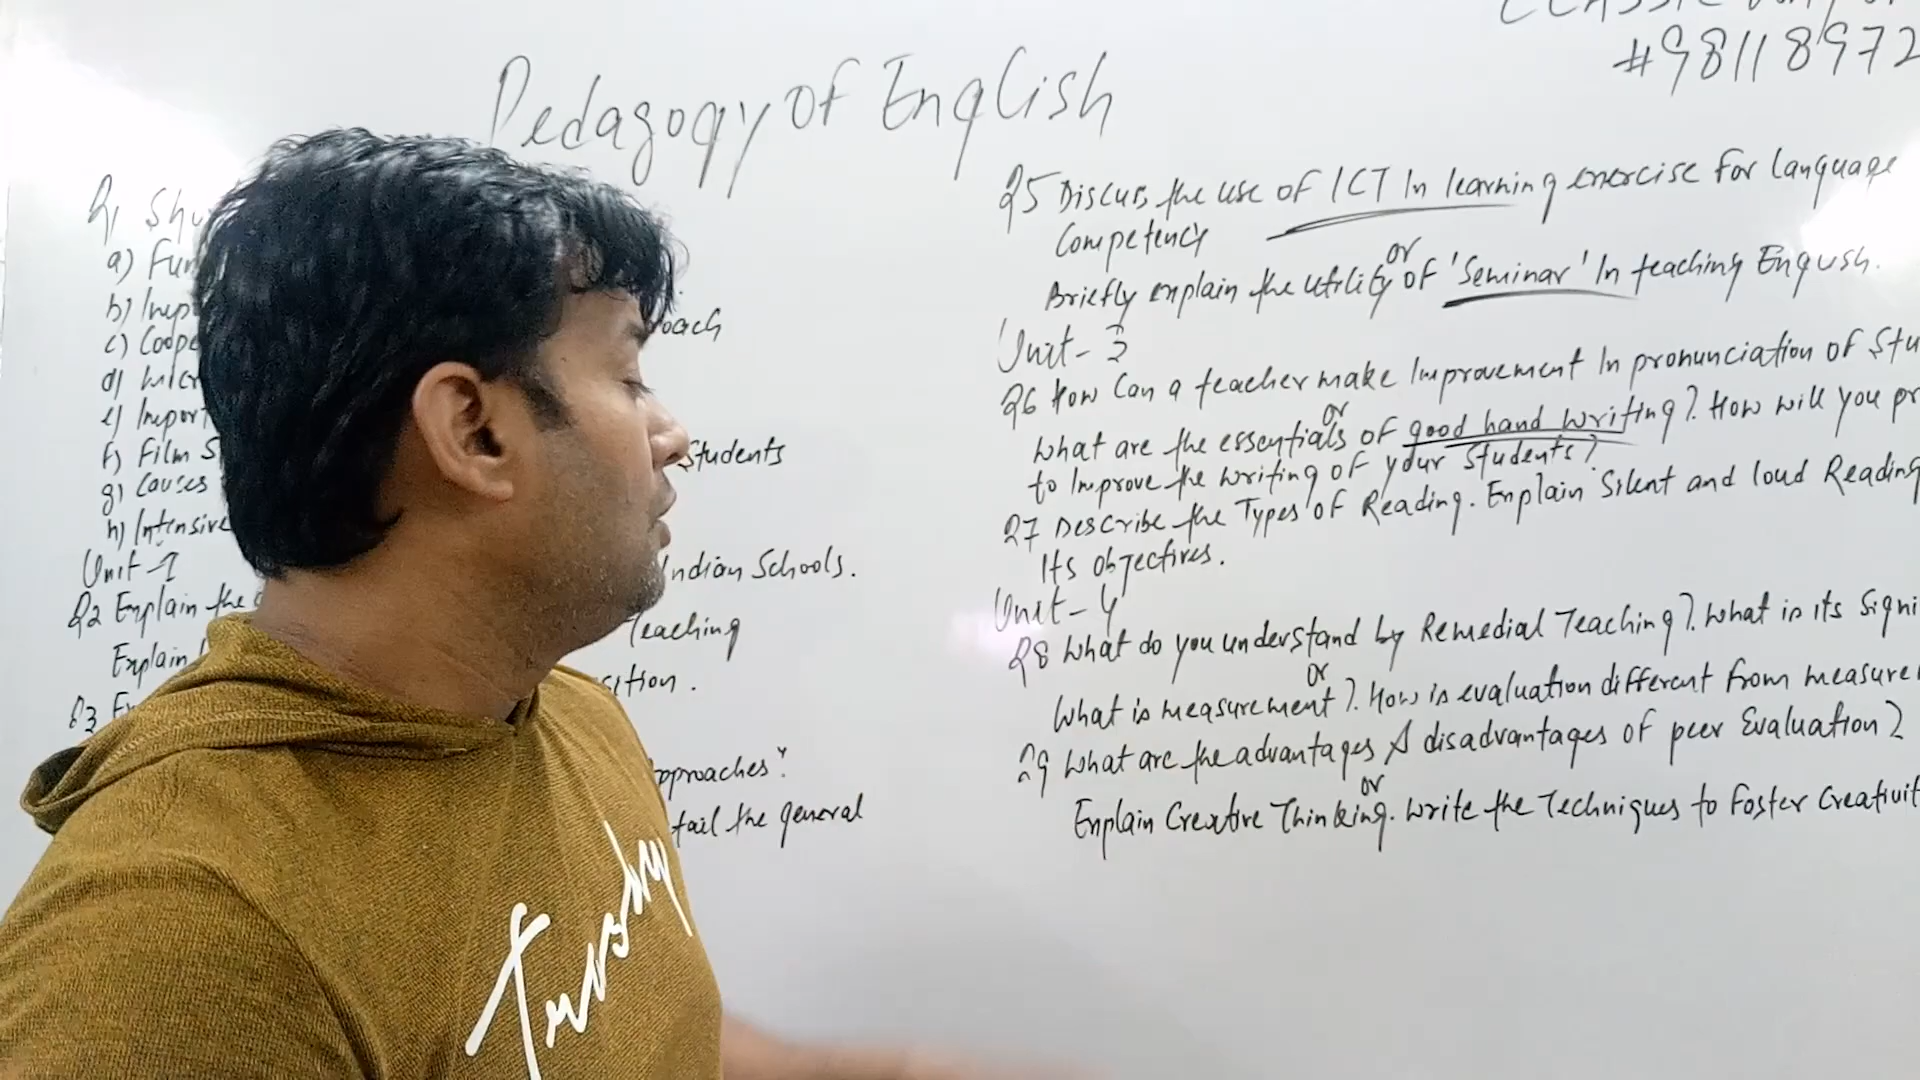 Pedagogy of English
#98118972
Q1
a) Fun
b)
c) Coope
roach
d) Micr
e) Import
f) Film S
Students
g) Causes
h) Intensive
Unit-1
Indian Schools.
Q2 Explain the
Teaching
Explain
sition.
Q3
pproaches".
tail the general
Q5 Discuss the use of ICT In learning exercise for Language
Competency
or
Briefly explain the utility of 'Seminar' In teaching English.
Unit-3
Q6 How Can a teacher make Improvement In pronunciation of Stu
or
What are the essentials of good hand writing? How will you pr
to Improve the writing of your Students?
Q7 Describe the Types of Reading. Explain Silent and loud Reading
Its objectives.
Unit-4
Q8 What do you understand by Remedial Teaching? What is its Signi
or
What is measurement? How is evaluation different from measure
Q9 What are the advantages & disadvantages of peer Evaluation?
or
Explain Creative Thinking. Write the Techniques to Foster Creativit
Trushy